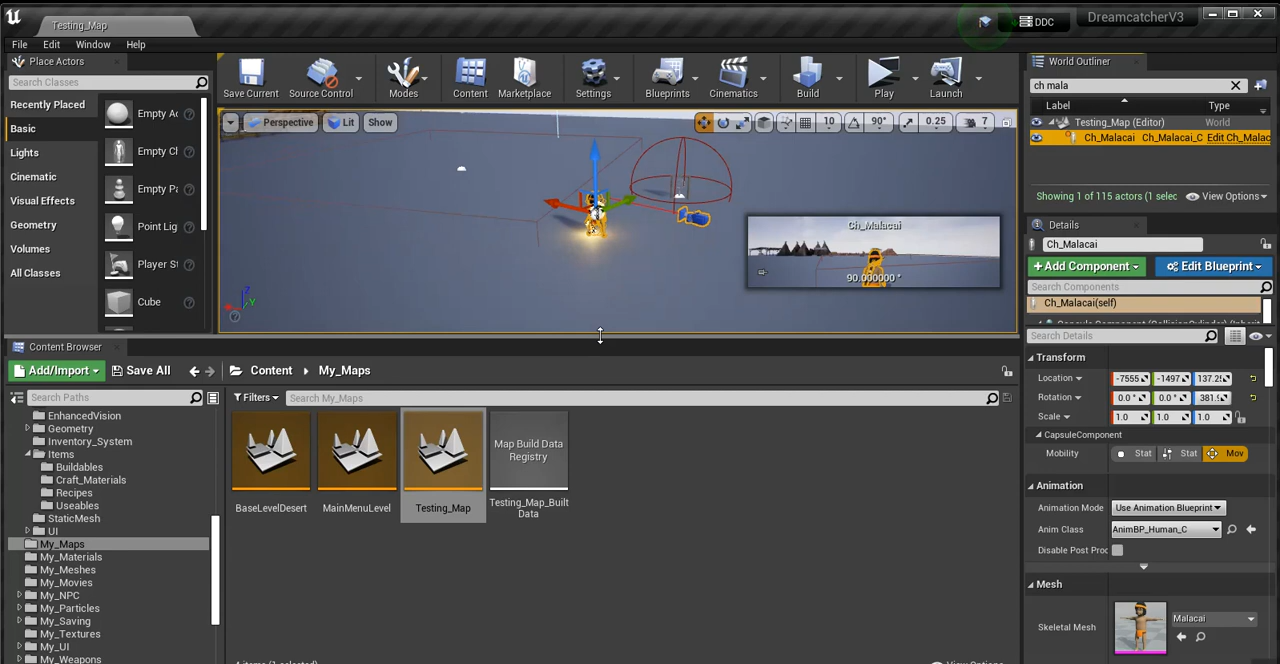 Testing_Map
DDC
DreamcatcherV3
File Edit Window Help
Place Actors
Search Classes
Recently Placed
Basic
Lights
Cinematic
Visual Effects
Geometry
Volumes
All Classes
Empty Ac
Empty Ch
Empty Pa
Point Lig
Player St
Cube
Save Current
Source Control
Modes
Content
Marketplace
Settings
Blueprints
Cinematics
Build
Play
Launch
Perspective
Lit
Show
10
90°
0.25
7
Ch_Malacai
90.000000 °
World Outliner
ch mala
Label
Type
Testing_Map (Editor)
World
Ch_Malacai
Ch_Malacai_C
Edit Ch_Malac
Showing 1 of 115 actors (1 selec
View Options
Details
Ch_Malacai
+Add Component
Edit Blueprint
Search Components
Ch_Malacai(self)
Search Details
Transform
Location
-7555
-1497
Rotation
0.0 °
0.0 °
Scale
1.0
1.0
1.0
CapsuleComponent
Mobility
Stat
Stat
Mov
Animation
Animation Mode
Use Animation Blueprint
Anim Class
AnimBP_Human_C
Disable Post Proc
Mesh
Skeletal Mesh
Malacai
Content Browser
Add/Import
Save All
Content
My_Maps
Search Paths
Filters
Search My_Maps
EnhancedVision
Geometry
Inventory_System
Items
Buildables
Craft_Materials
Recipes
Useables
StaticMesh
UI
My_Maps
My_Materials
My_Meshes
My_Movies
My_NPC
My_Particles
My_Saving
My_Textures
My_UI
My_Weapons
BaseLevelDesert
MainMenuLevel
Testing_Map
Map Build Data
Registry
Testing_Map_Built
Data
4 items (1 selected)
View Options